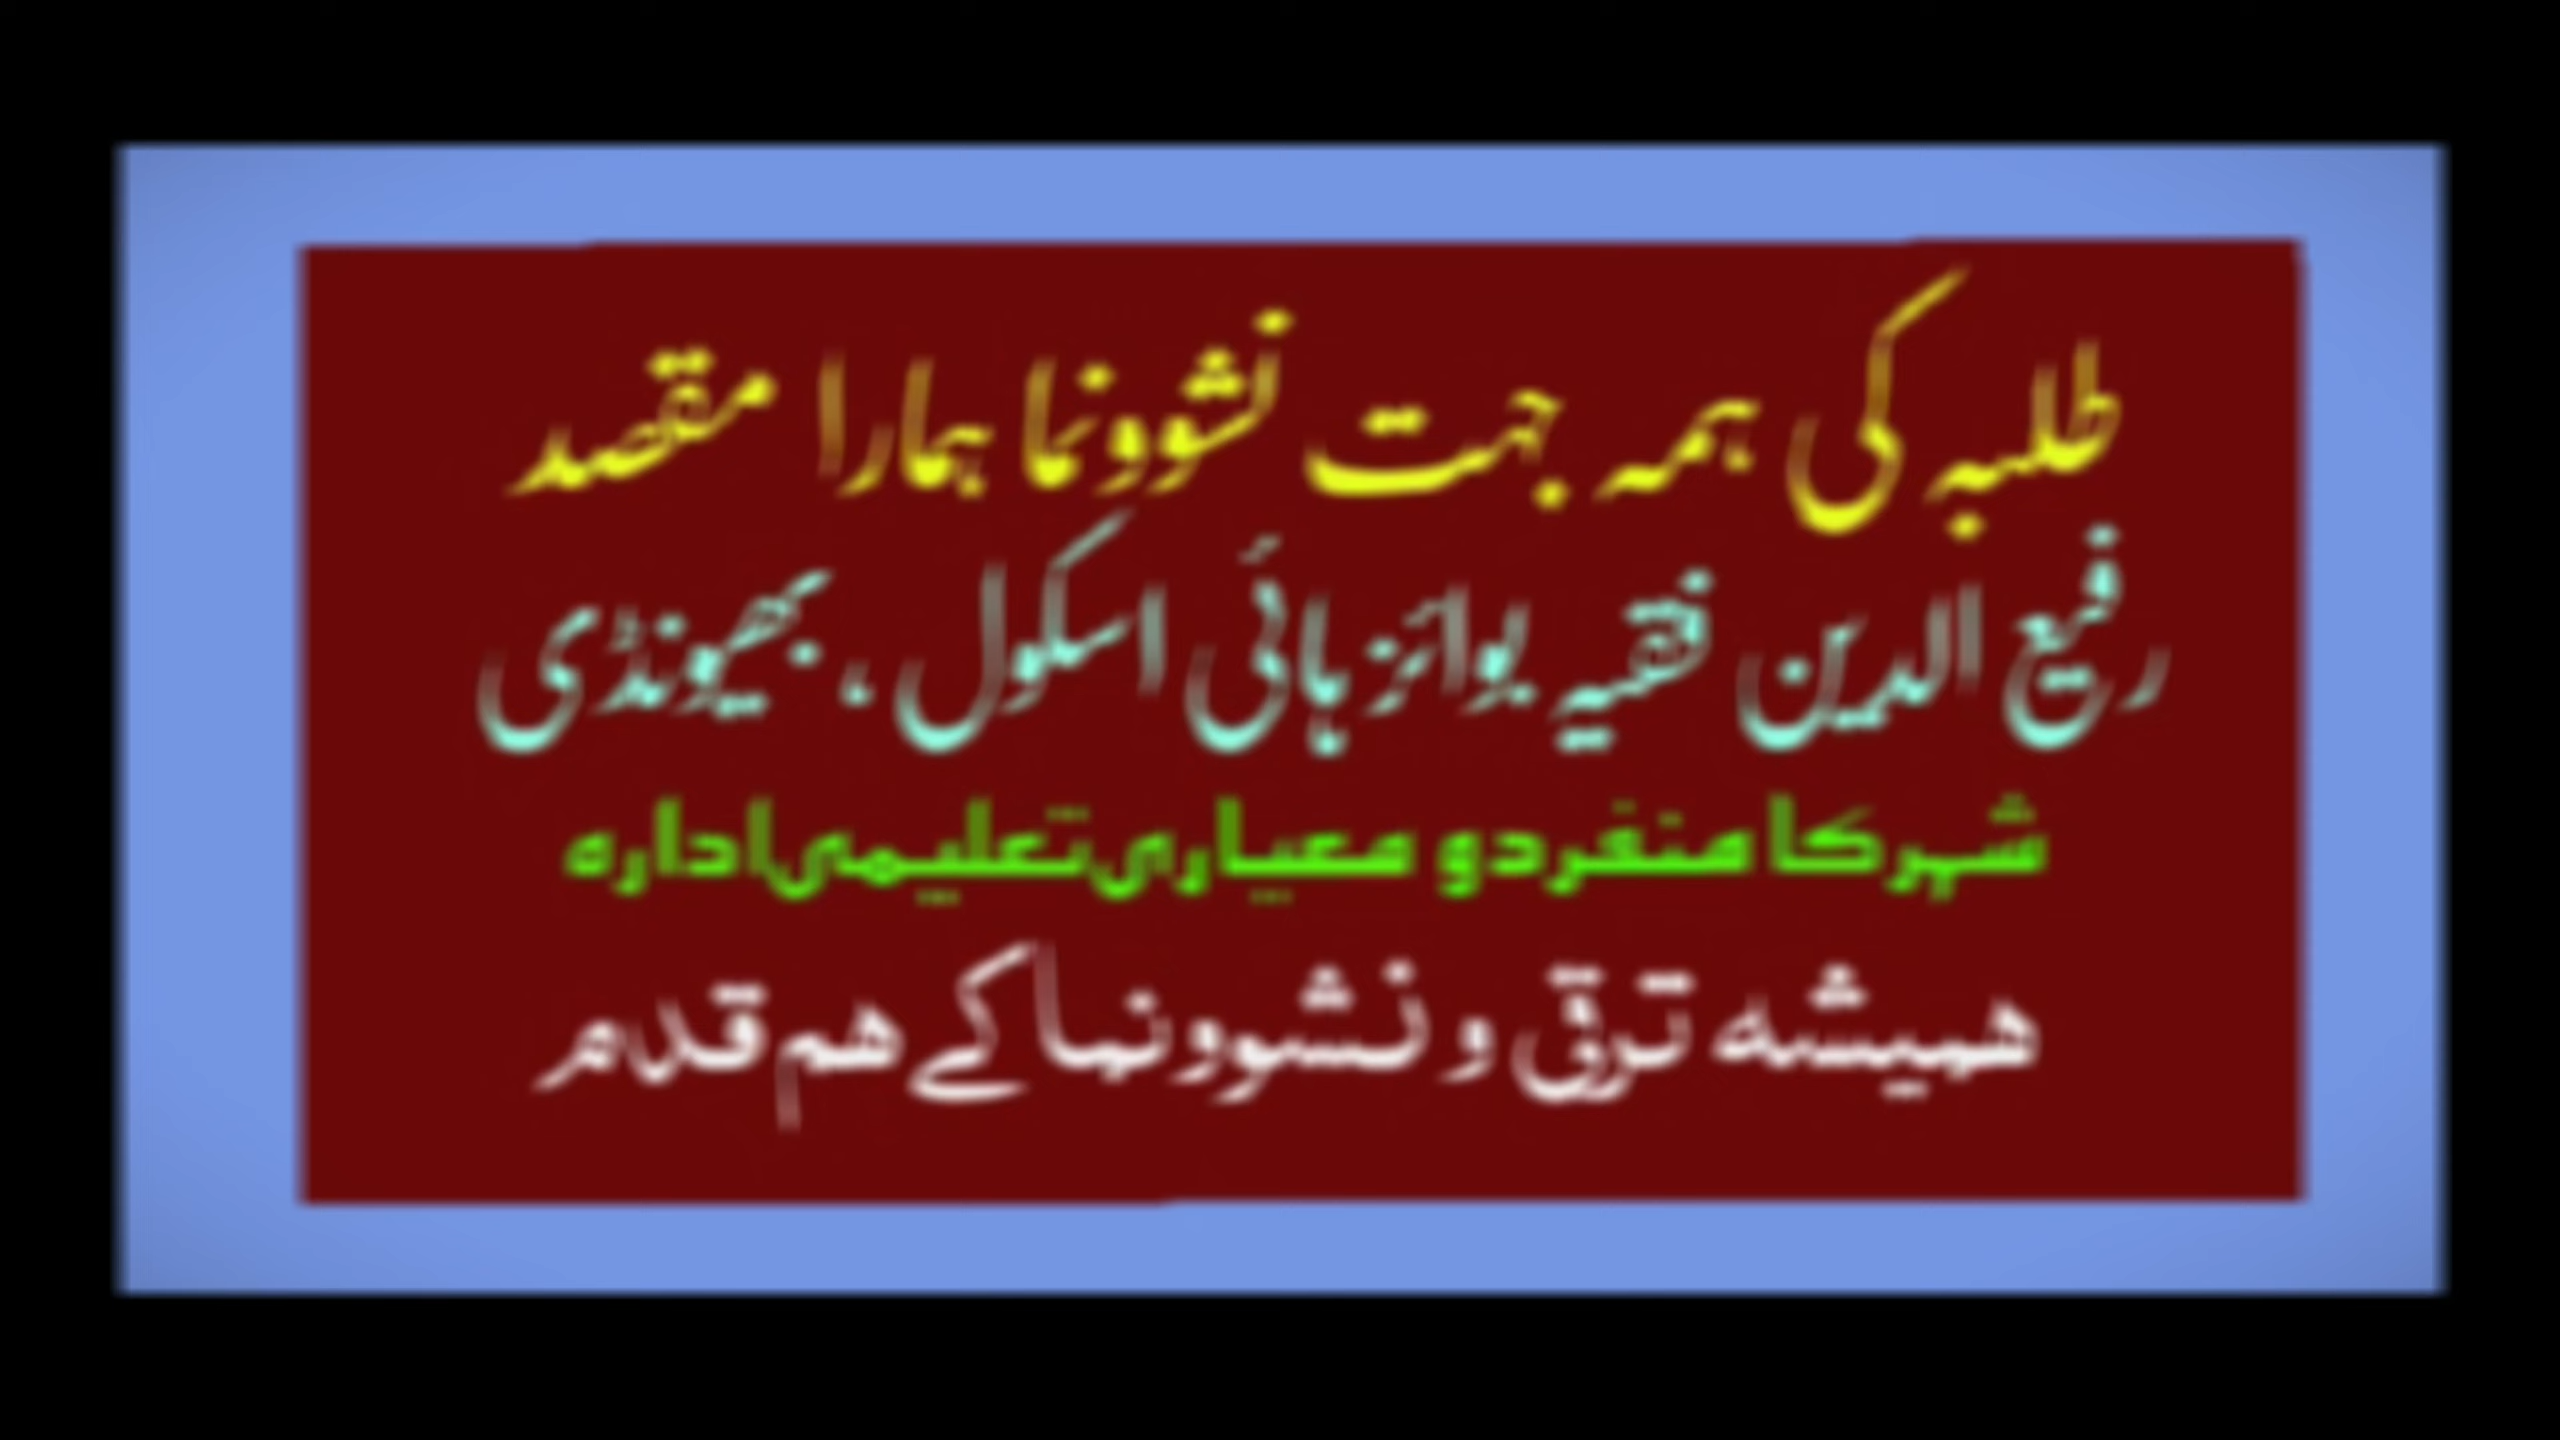 طلبہ کی ہمہ جہت نشوونما ہمارا مقصد
رفیع الدین فقیہ بوائز ہائی اسکول ، بھیونڈی
شہر کا منفرد و معیاری تعلیمی ادارہ
ہمیشہ ترقی و نشوونما کے ہم قدم